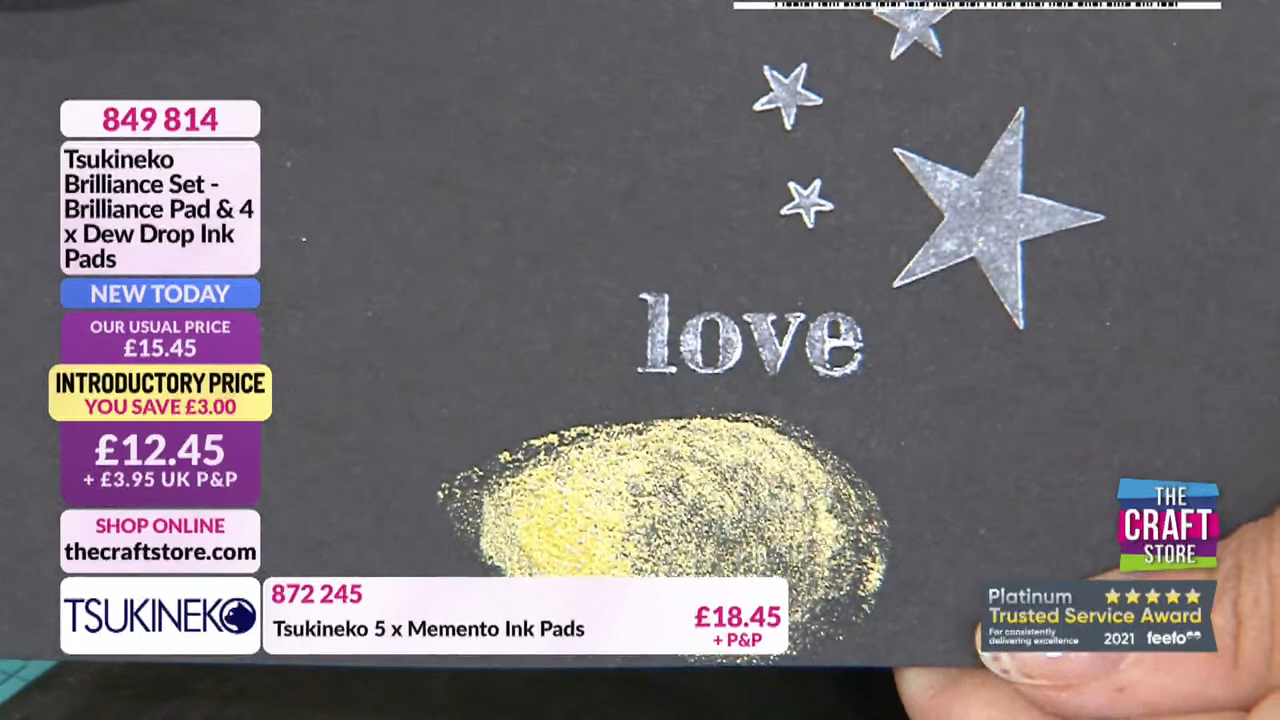 849 814
Tsukineko
Brilliance Set -
Brilliance Pad & 4
x Dew Drop Ink
Pads
NEW TODAY
OUR USUAL PRICE
£15.45
INTRODUCTORY PRICE
YOU SAVE £3.00
£12.45
+ £3.95 UK P&P
SHOP ONLINE
thecraftstore.com
TSUKINEKO
872 245
Tsukineko 5 x Memento Ink Pads
£18.45
+ P&P
love
THE
CRAFT
STORE
Platinum
Trusted Service Award
For consistently
delivering excellence
2021 feefo